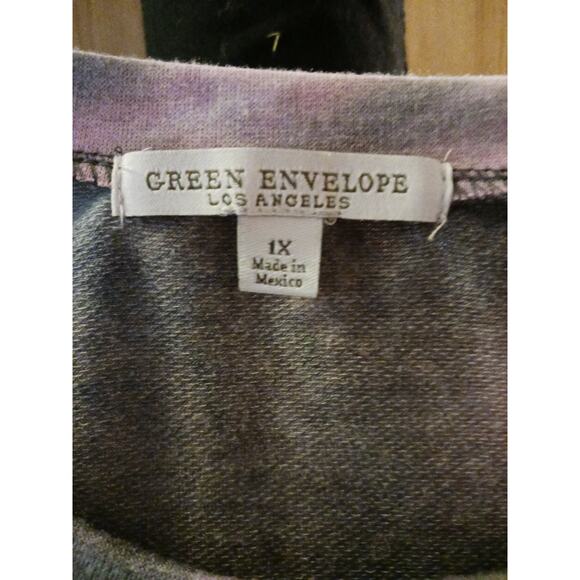 GREEN ENVELOPE
LOS ANGELES
1X
Made in
Mexico